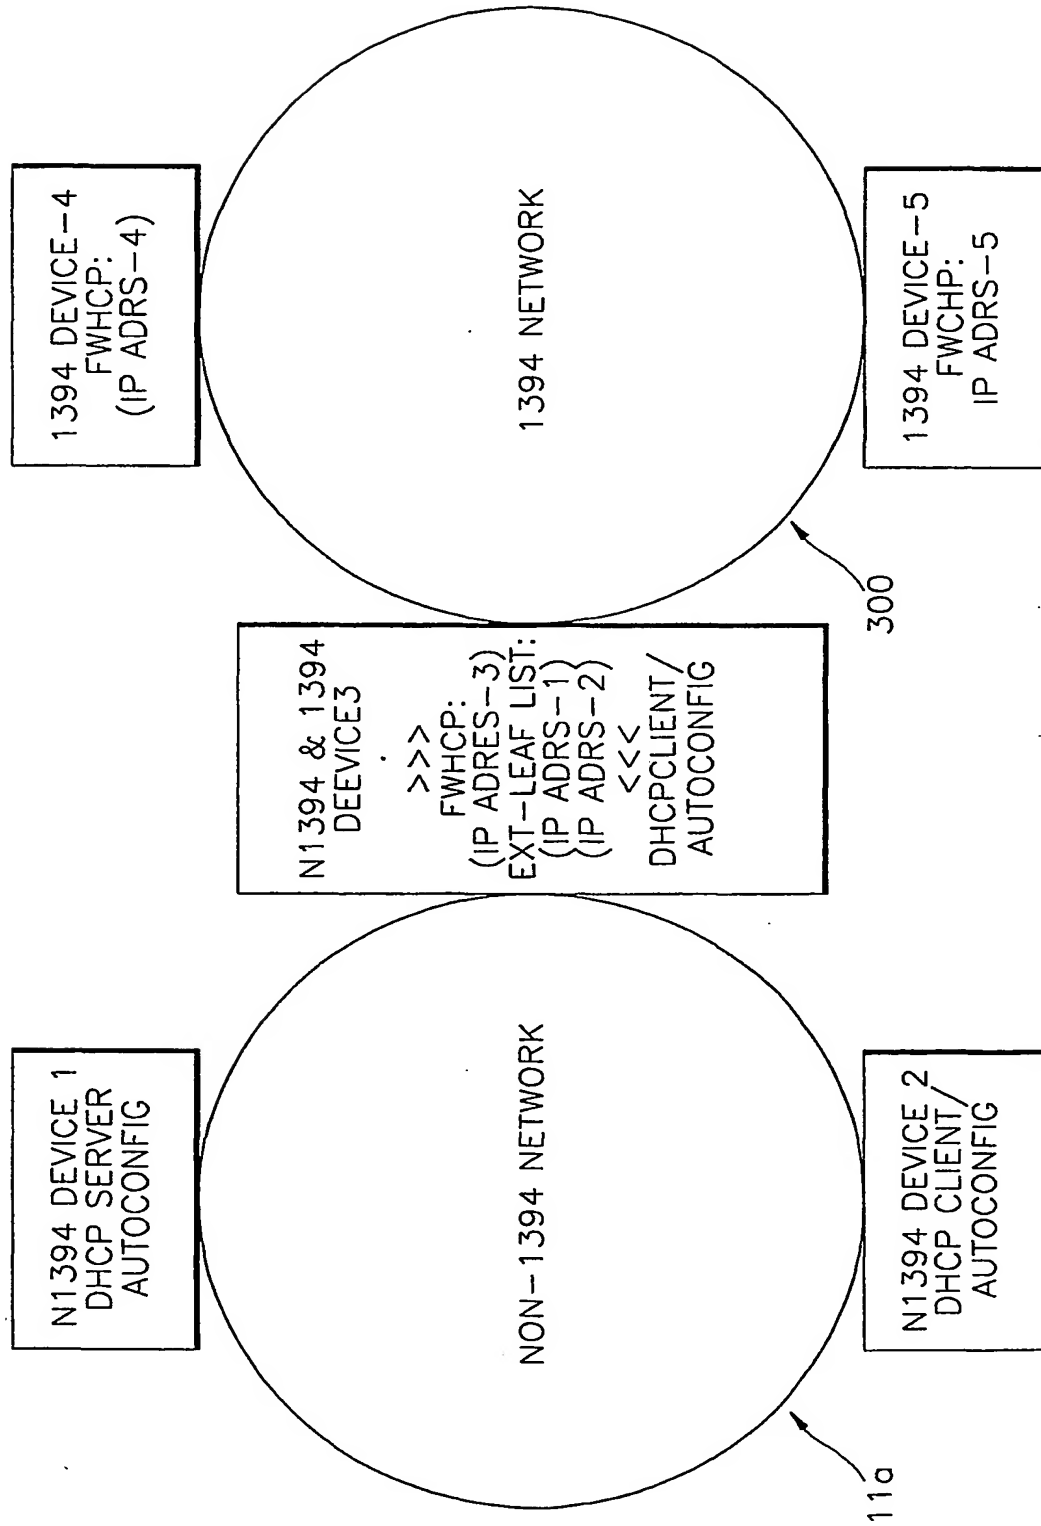 N1394 DEVICE 1
DHCP SERVER
AUTOCONFIG
1394 DEVICE-4
FWHCP:
(IP ADRS-4)
NON-1394 NETWORK
N1394 & 1394
DEEVICE3
>>>
FWHCP:
(IP ADRES-3)
EXT-LEAF LIST:
(IP ADRS-1)
(IP ADRS-2)
<<<
DHCPCLIENT/
AUTOCONFIG
1394 NETWORK
N1394 DEVICE 2
DHCP CLIENT/
AUTOCONFIG
1394 DEVICE-5
FWCHP:
IP ADRS-5
11a
300